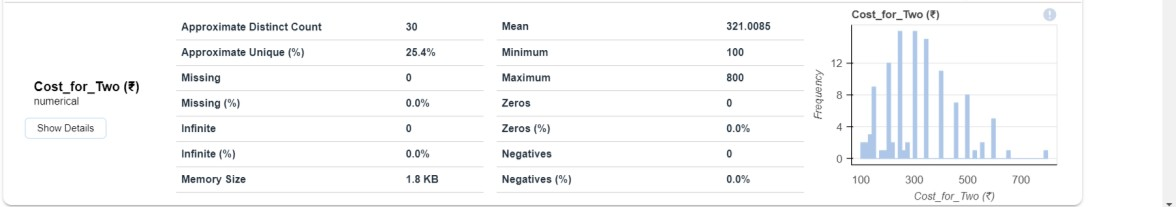 Cost_for_Two (₹)
numerical
Show Details
Approximate Distinct Count 30
Approximate Unique (%) 25.4%
Missing 0
Missing (%) 0.0%
Infinite 0
Infinite (%) 0.0%
Memory Size 1.8 KB
Mean 321.0085
Minimum 100
Maximum 800
Zeros 0
Zeros (%) 0.0%
Negatives 0
Negatives (%) 0.0%
Cost_for_Two (₹)
!
Frequency
12
8
4
0
100 300 500 700
Cost_for_Two (₹)